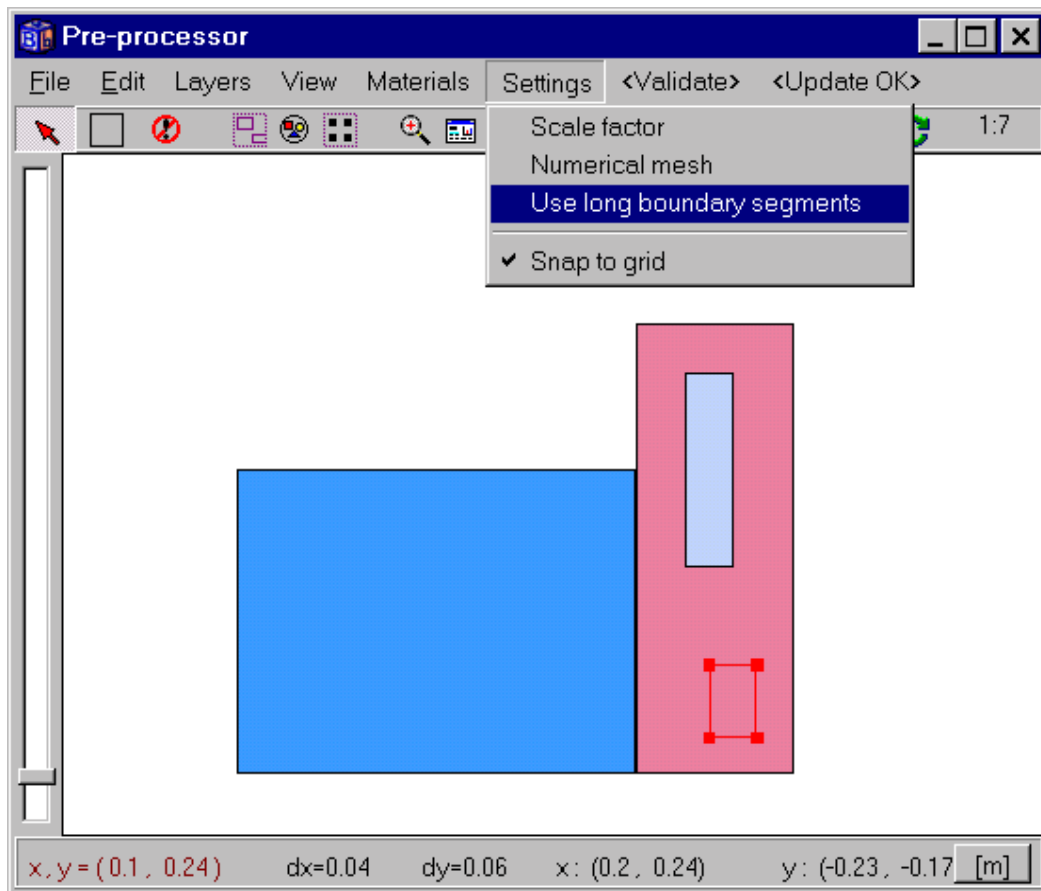 Pre-processor
File Edit Layers View Materials Settings <Validate> <Update OK>
1:7
Scale factor
Numerical mesh
Use long boundary segments
Snap to grid
x,y=(0.1, 0.24) dx=0.04 dy=0.06 x: (0.2, 0.24) y: (-0.23, -0.17 [m]